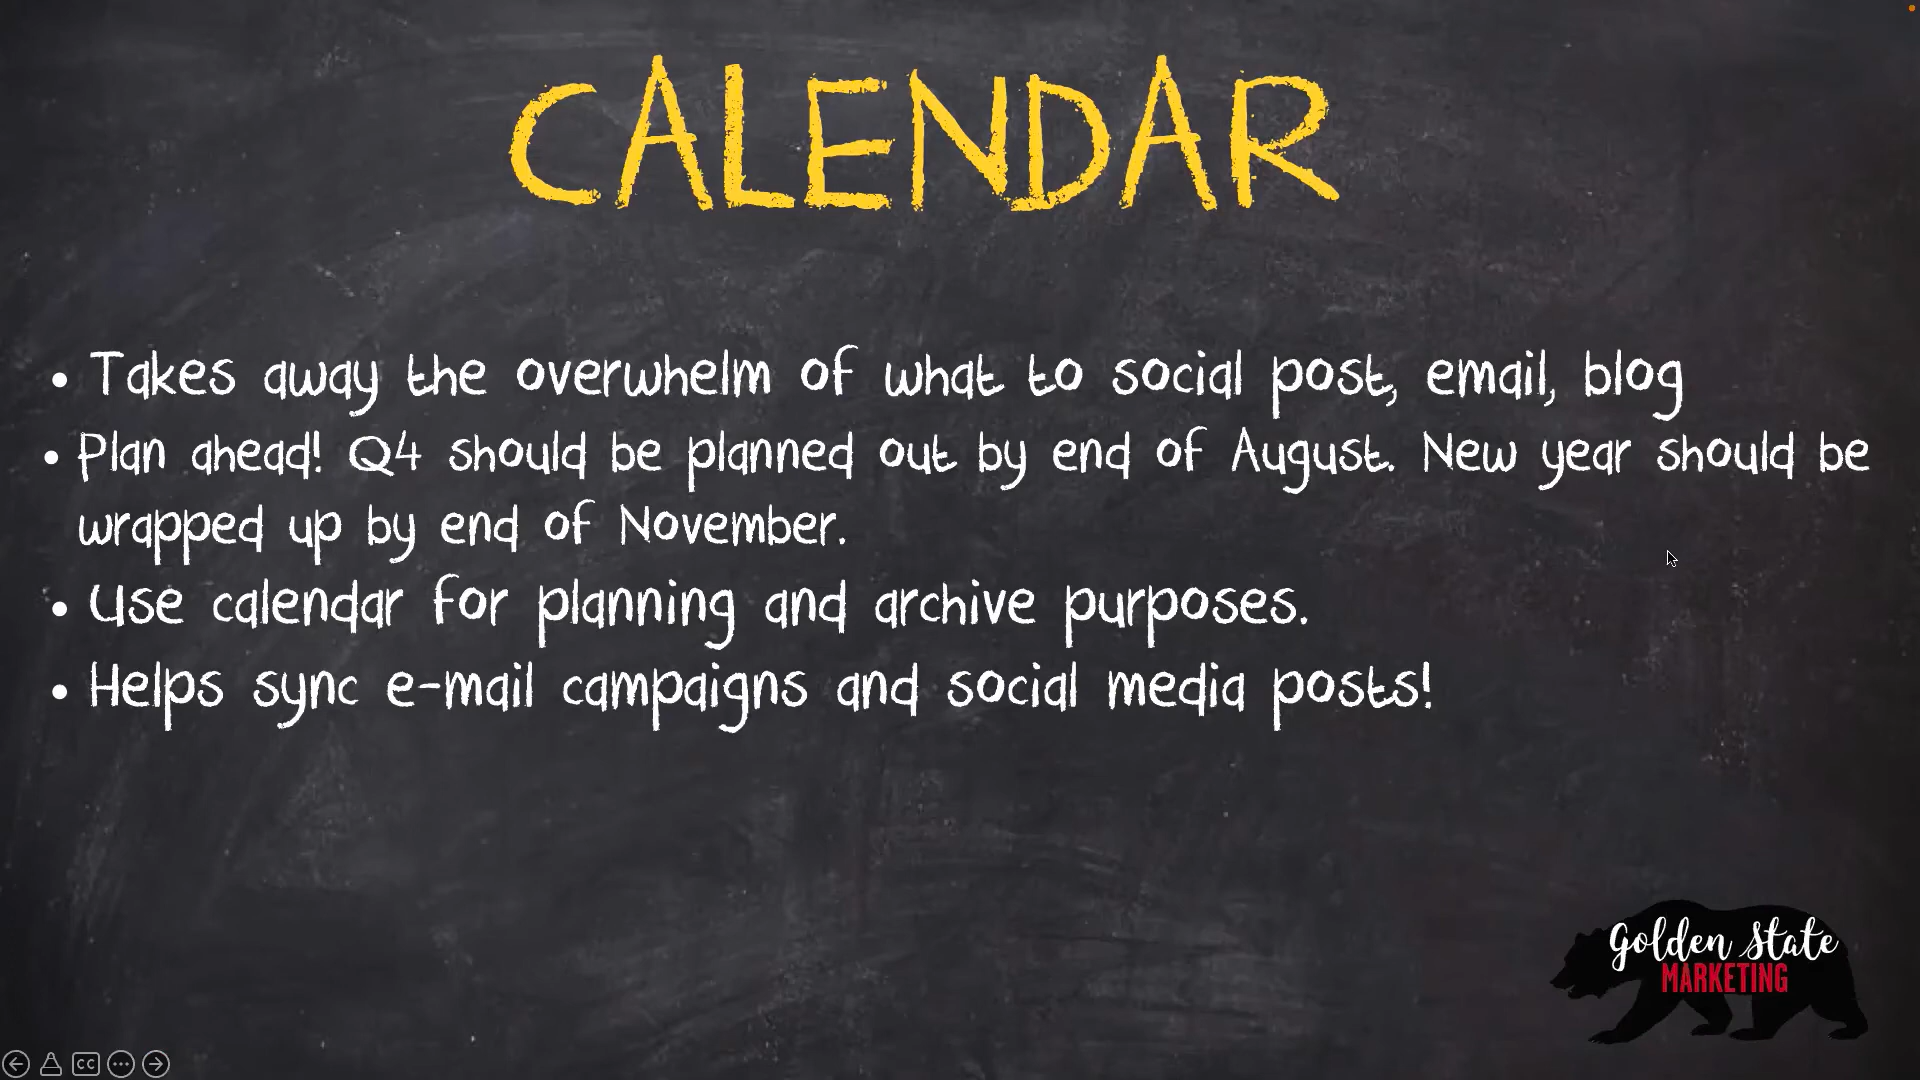 CALENDAR
• Takes away the overwhelm of what to social post, email, blog
• Plan ahead! Q4 should be planned out by end of August. New year should be
wrapped up by end of November.
• Use calendar for planning and archive purposes.
• Helps sync e-mail campaigns and social media posts!
Golden State
MARKETING
CC